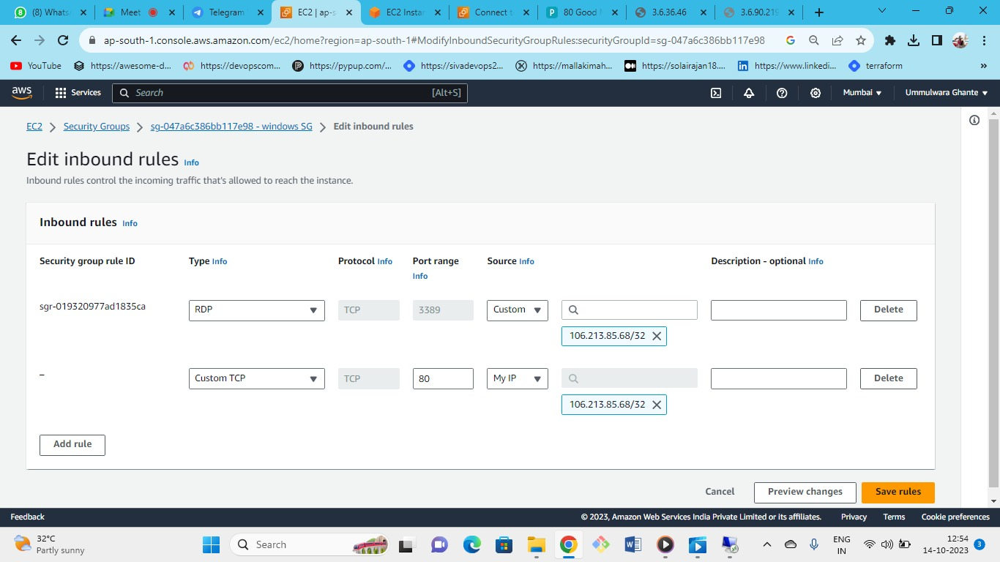 (8) Whats
Meet
Telegram
EC2 | ap-s
EC2 Instan
Connect t
80 Good
3.6.36.46
3.6.90.219
ap-south-1.console.aws.amazon.com/ec2/home?region=ap-south-1#ModifyInboundSecurityGroupRules:securityGroupId=sg-047a6c386bb117e98
YouTube
https://awesome-d...
https://devopscom...
https://pypup.com/...
https://sivadevops2...
https://mallakimah...
https://solairajan18....
https://www.linkedi...
terraform
»
aws
Services
Search
[Alt+S]
Mumbai
Ummulwara Ghante
EC2 > Security Groups > sg-047a6c386bb117e98 - windows SG > Edit inbound rules
Edit inbound rules Info
Inbound rules control the incoming traffic that's allowed to reach the instance.
Inbound rules Info
Security group rule ID
Type Info
Protocol Info
Port range
Info
Source Info
Description - optional Info
sgr-019320977ad1835ca
RDP
TCP
3389
Custom
106.213.85.68/32
Delete
–
Custom TCP
TCP
80
My IP
106.213.85.68/32
Delete
Add rule
Cancel
Preview changes
Save rules
Feedback
© 2023, Amazon Web Services India Private Limited or its affiliates.
Privacy
Terms
Cookie preferences
32°C
Partly sunny
Search
ENG
IN
12:54
14-10-2023
3